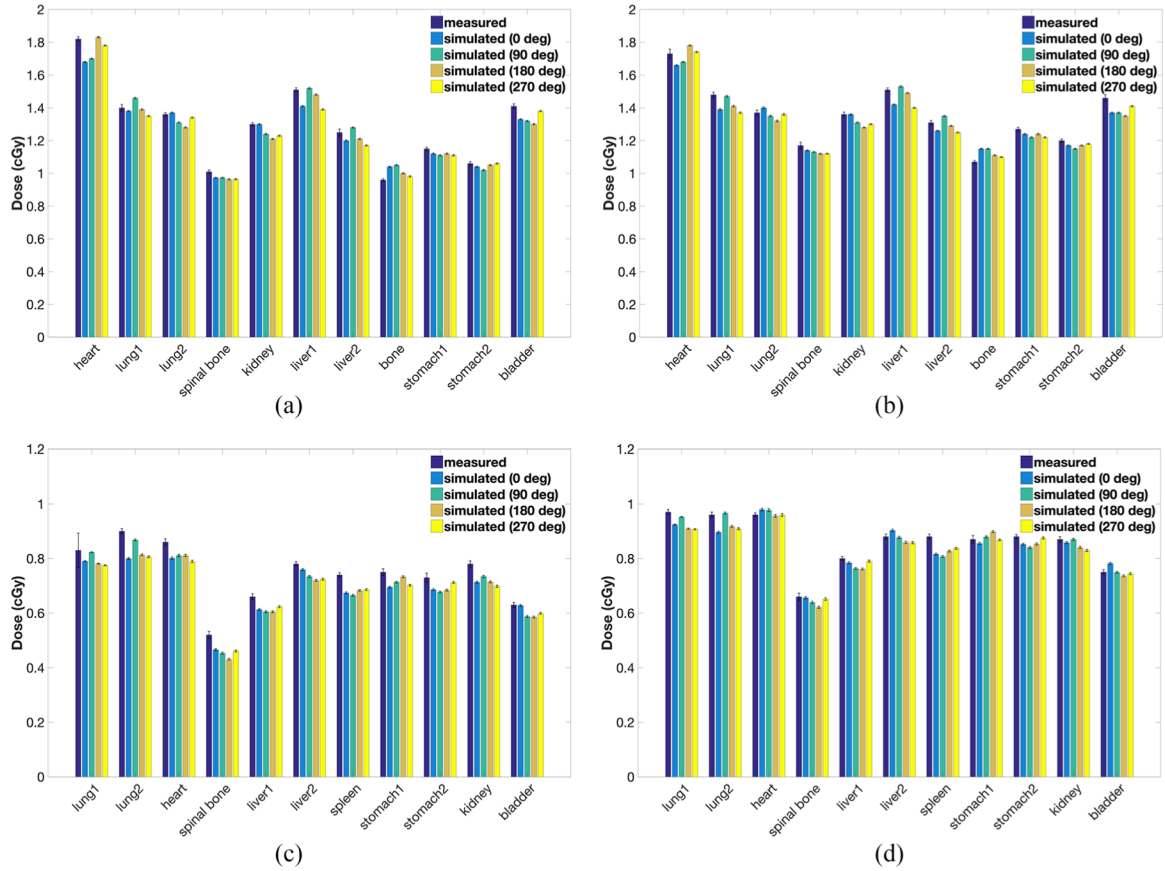 2
1.8
1.6
1.4
1.2
1
0.8
0.6
0.4
0.2
0
Dose (cGy)
measured
simulated (0 deg)
simulated (90 deg)
simulated (180 deg)
simulated (270 deg)
heart
lung1
lung2
spinal bone
kidney
liver1
liver2
bone
stomach1
stomach2
bladder
(a)
2
1.8
1.6
1.4
1.2
1
0.8
0.6
0.4
0.2
0
Dose (cGy)
measured
simulated (0 deg)
simulated (90 deg)
simulated (180 deg)
simulated (270 deg)
heart
lung1
lung2
spinal bone
kidney
liver1
liver2
bone
stomach1
stomach2
bladder
(b)
1.2
1
0.8
0.6
0.4
0.2
0
Dose (cGy)
measured
simulated (0 deg)
simulated (90 deg)
simulated (180 deg)
simulated (270 deg)
lung1
lung2
heart
spinal bone
liver1
liver2
spleen
stomach1
stomach2
kidney
bladder
(c)
1.2
1
0.8
0.6
0.4
0.2
0
Dose (cGy)
measured
simulated (0 deg)
simulated (90 deg)
simulated (180 deg)
simulated (270 deg)
lung1
lung2
heart
spinal bone
liver1
liver2
spleen
stomach1
stomach2
kidney
bladder
(d)